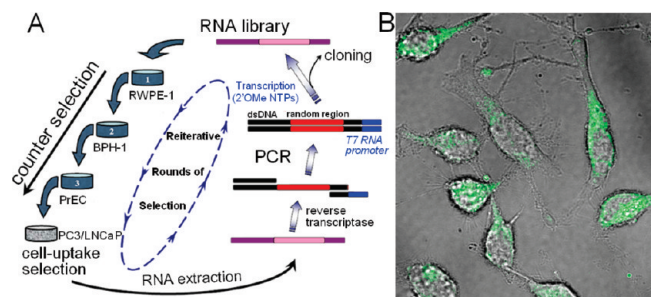 A
RNA library
cloning
1
RWPE-1
counter selection
2
BPH-1
3
PrEC
PC3/LNCaP
cell-uptake
selection
Reiterative
Rounds of
Selection
Transcription
(2'OMe NTPs)
dsDNA random region
T7 RNA
promoter
PCR
reverse
transcriptase
RNA extraction
B